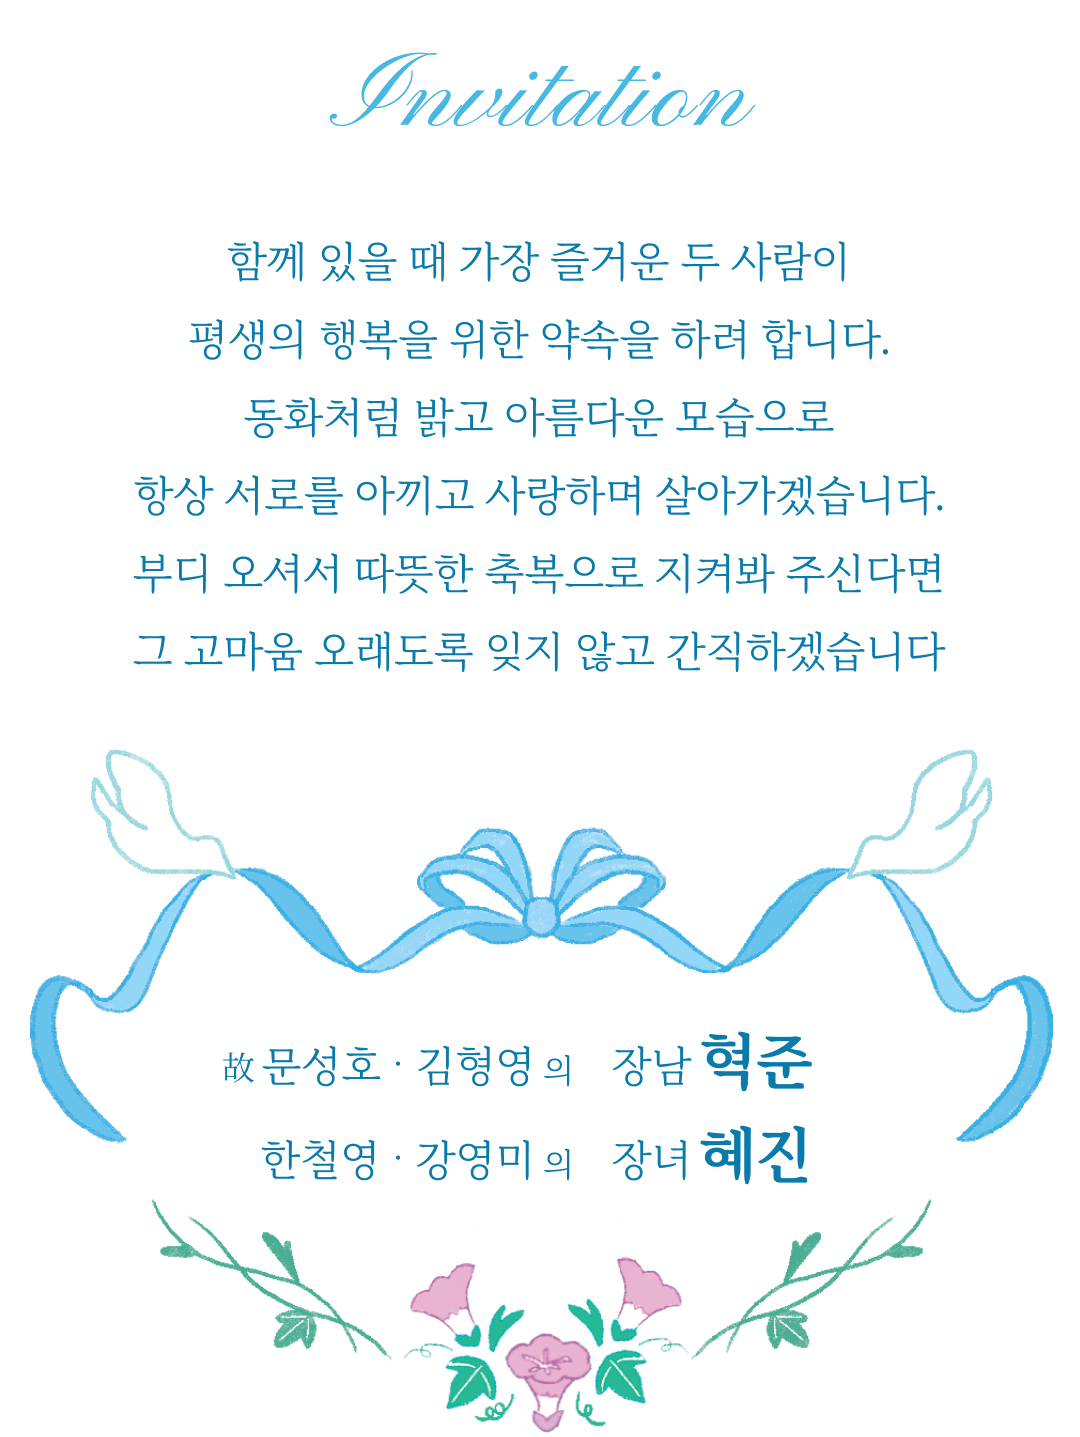 Invitation
함께 있을 때 가장 즐거운 두 사람이
평생의 행복을 위한 약속을 하려 합니다.
동화처럼 밝고 아름다운 모습으로
항상 서로를 아끼고 사랑하며 살아가겠습니다.
부디 오셔서 따뜻한 축복으로 지켜봐 주신다면
그 고마움 오래도록 잊지 않고 간직하겠습니다
故 문성호 · 김형영 의 장남 혁준
한철영 · 강영미 의 장녀 혜진